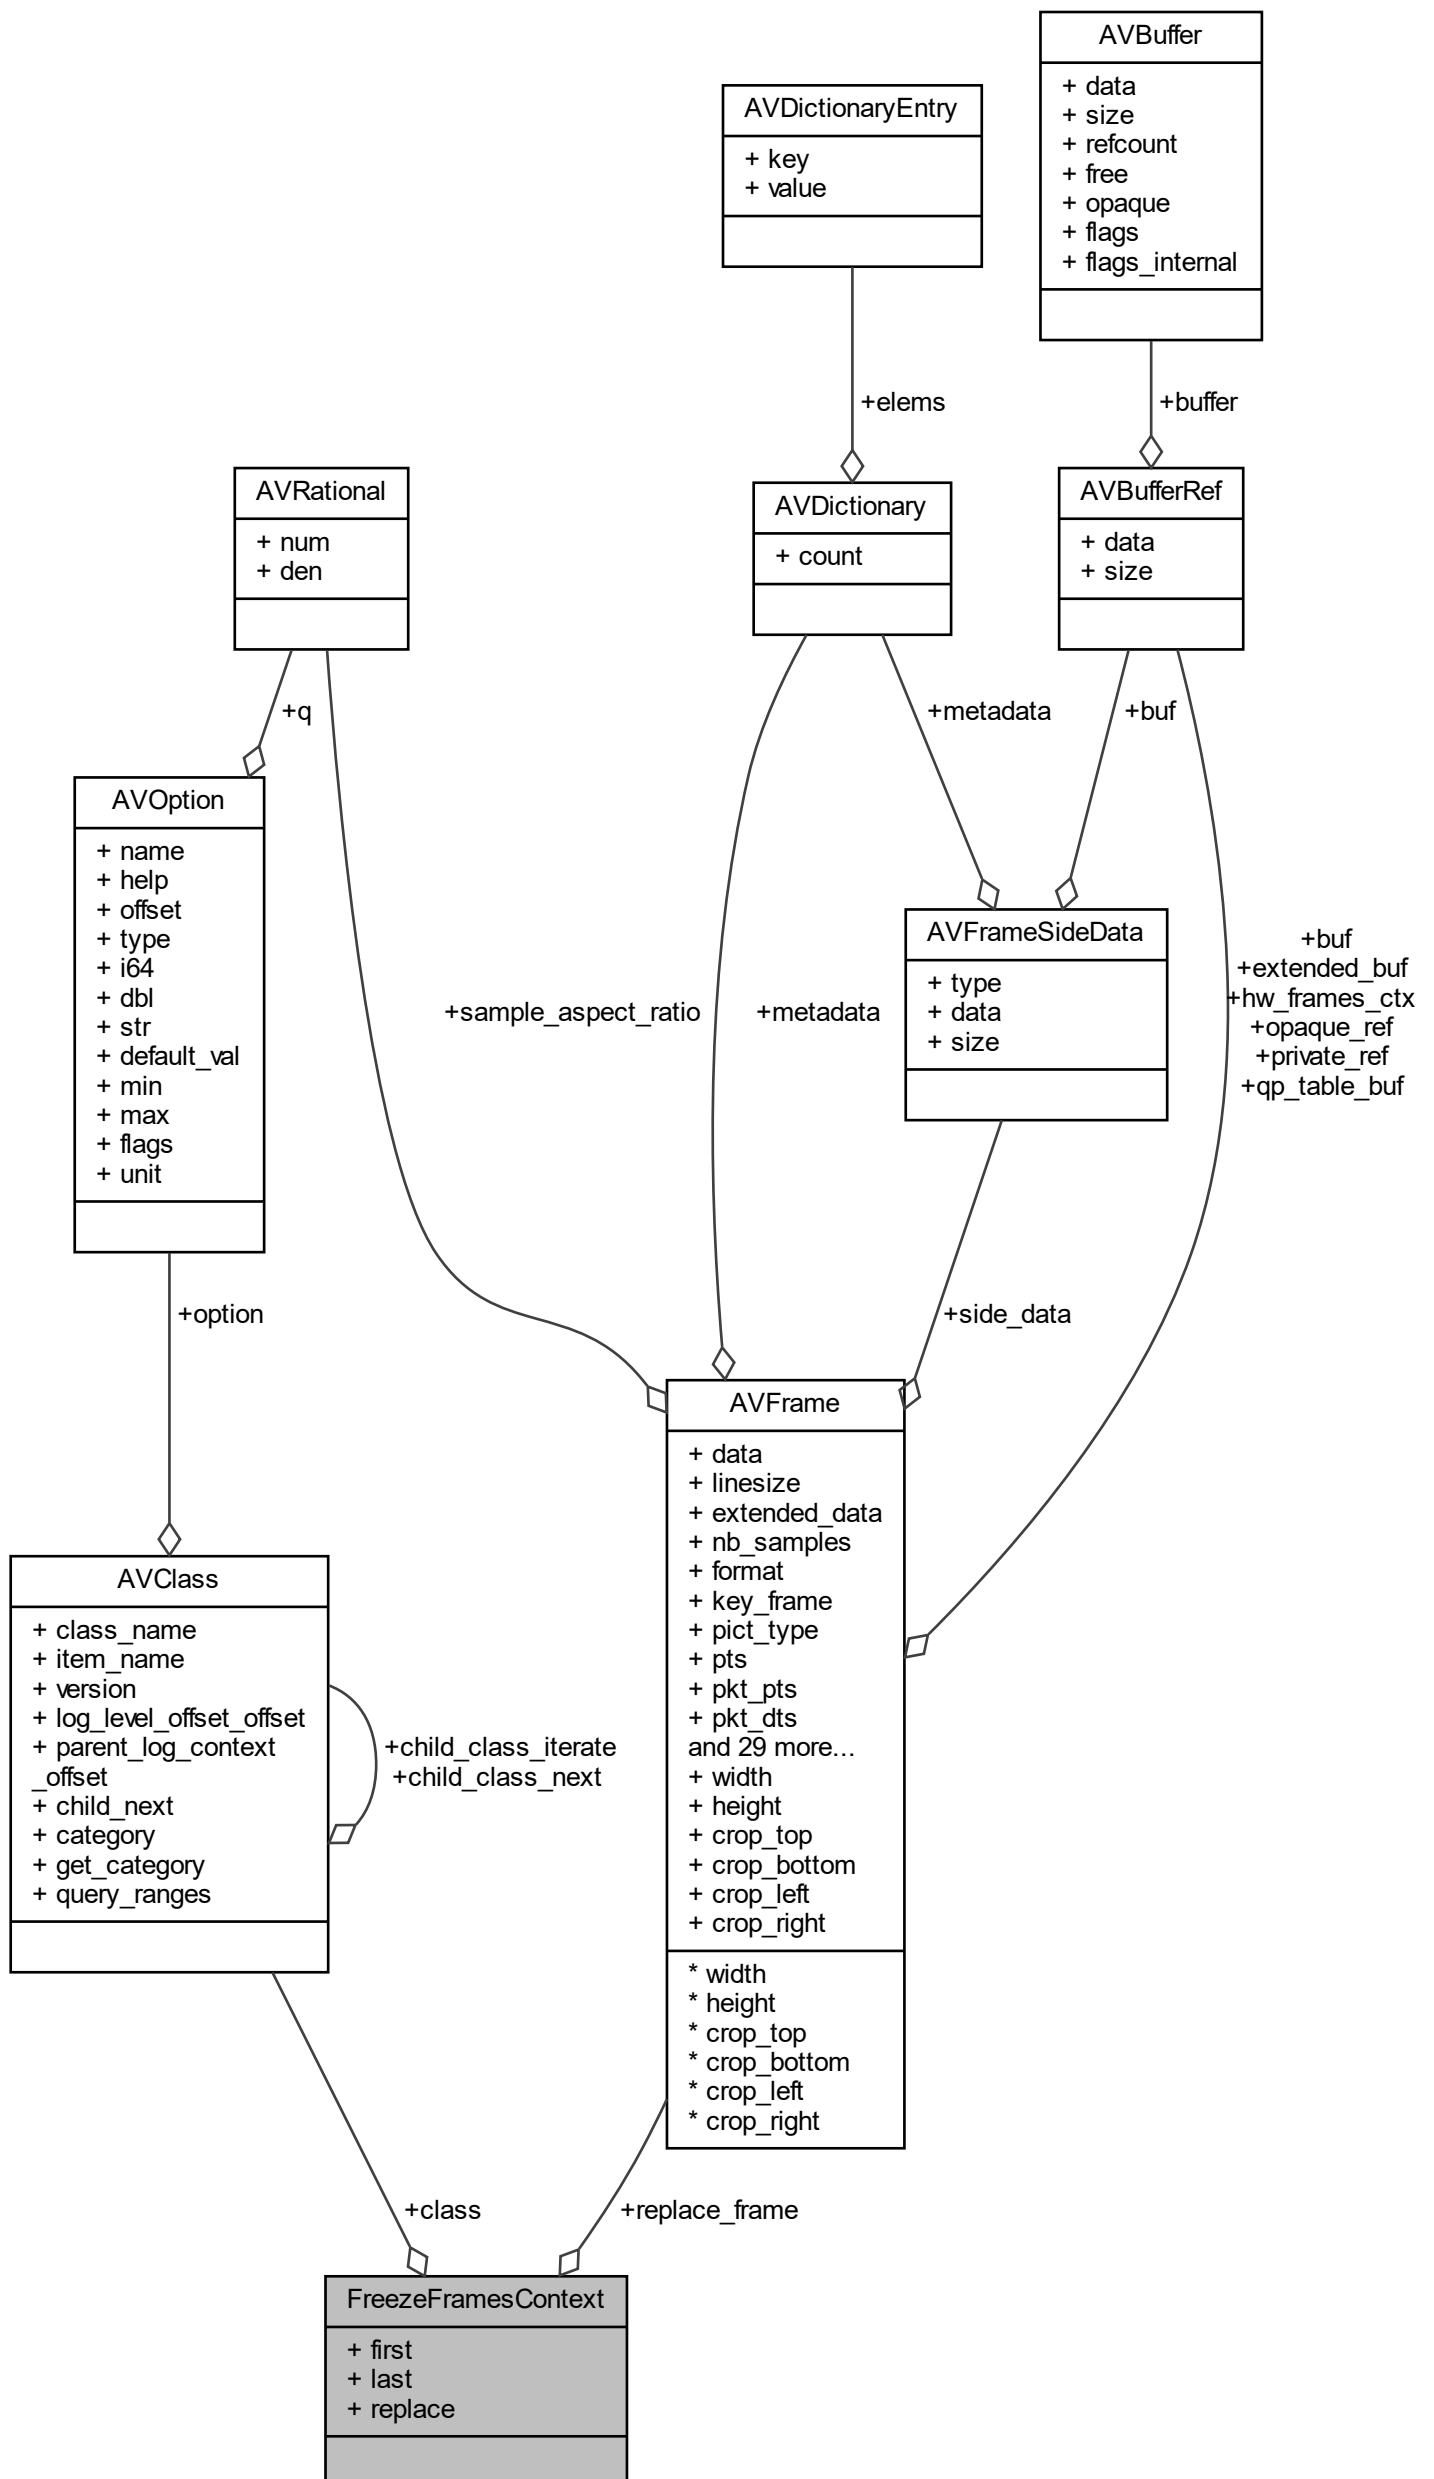 AVBuffer
+ data
+ size
+ refcount
+ free
+ opaque
+ flags
+ flags_internal
AVDictionaryEntry
+ key
+ value
+elems
+buffer
AVRational
+ num
+ den
AVDictionary
+ count
AVBufferRef
+ data
+ size
+q
+metadata
+buf
AVOption
+ name
+ help
+ offset
+ type
+ i64
+ dbl
+ str
+ default_val
+ min
+ max
+ flags
+ unit
+sample_aspect_ratio
+metadata
AVFrameSideData
+ type
+ data
+ size
+buf
+extended_buf
+hw_frames_ctx
+opaque_ref
+private_ref
+qp_table_buf
+option
+side_data
AVClass
+ class_name
+ item_name
+ version
+ log_level_offset_offset
+ parent_log_context
_offset
+ child_next
+ category
+ get_category
+ query_ranges
+child_class_iterate
+child_class_next
AVFrame
+ data
+ linesize
+ extended_data
+ nb_samples
+ format
+ key_frame
+ pict_type
+ pts
+ pkt_pts
+ pkt_dts
and 29 more...
+ width
+ height
+ crop_top
+ crop_bottom
+ crop_left
+ crop_right
* width
* height
* crop_top
* crop_bottom
* crop_left
* crop_right
+class
+replace_frame
FreezeFramesContext
+ first
+ last
+ replace